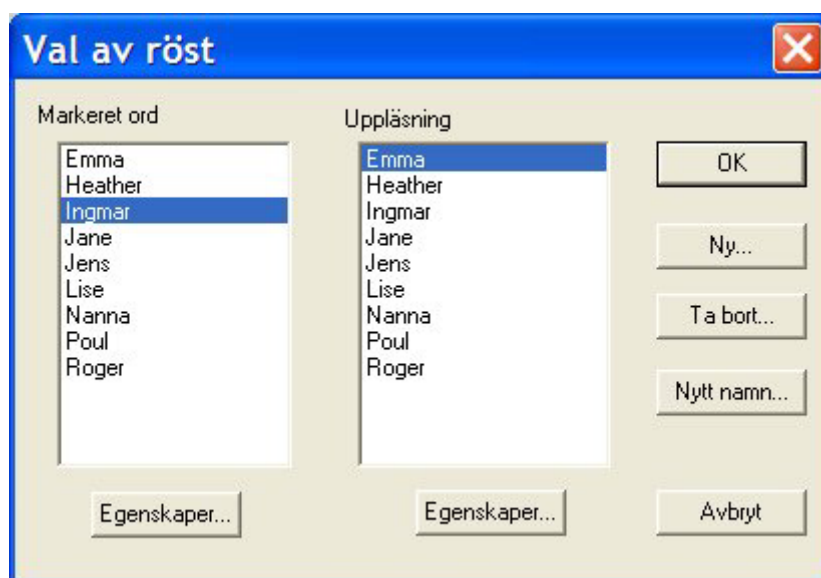 Val av röst
Markeret ord
Emma
Heather
Ingmar
Jane
Jens
Lise
Nanna
Poul
Roger
Egenskaper...
Uppläsning
Emma
Heather
Ingmar
Jane
Jens
Lise
Nanna
Poul
Roger
Egenskaper...
OK
Ny...
Ta bort...
Nytt namn...
Avbryt